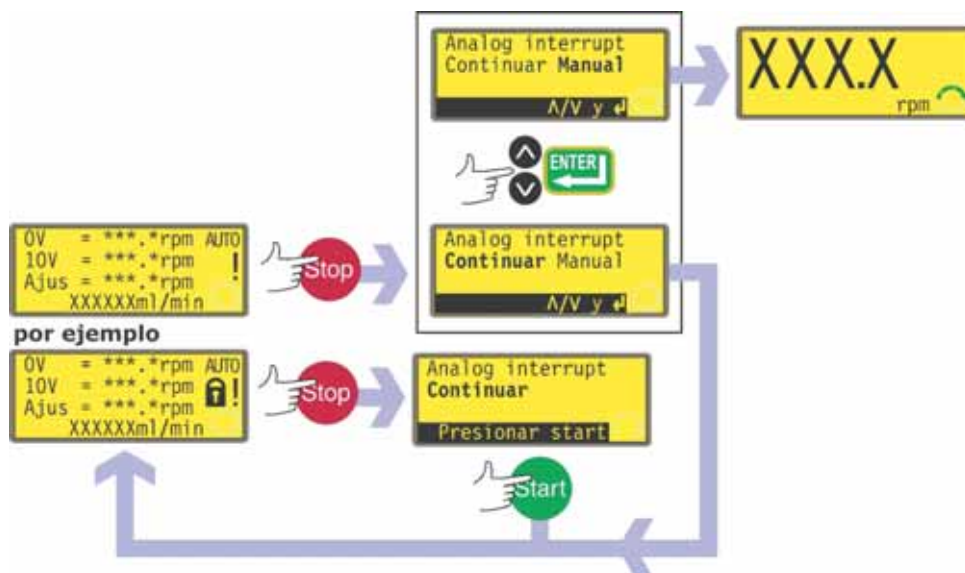 Analog interrupt
Continuar Manual
Λ/V y ↲
XXX.X
rpm
ENTER
0V = ***.*rpm AUTO
10V = ***.*rpm !
Ajus = ***.*rpm
XXXXXXml/min
Stop
Analog interrupt
Continuar Manual
Λ/V y ↲
por ejemplo
0V = ***.*rpm AUTO
10V = ***.*rpm !
Ajus = ***.*rpm
XXXXXXml/min
Stop
Analog interrupt
Continuar
Presionar start
Start